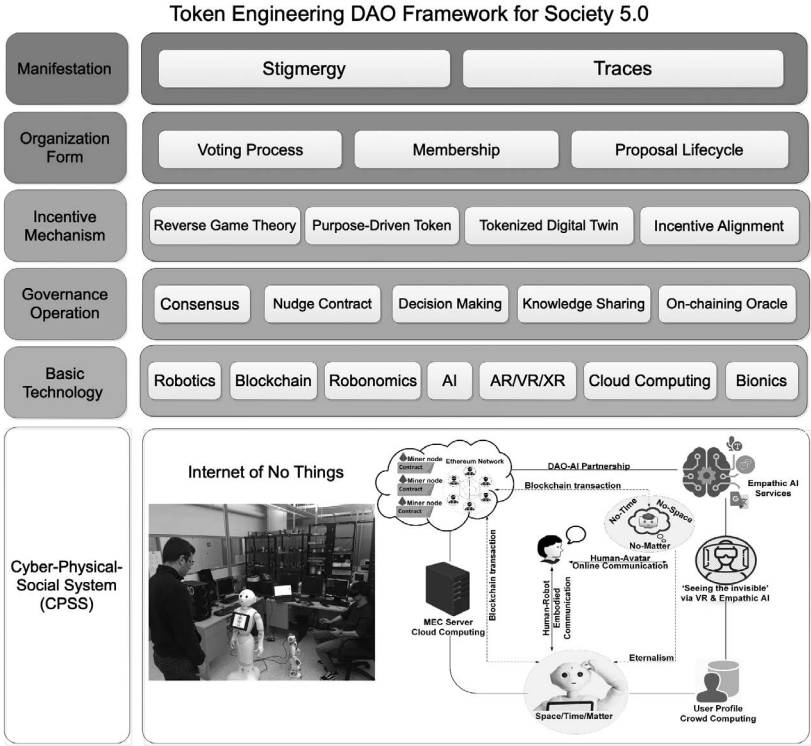 Token Engineering DAO Framework for Society 5.0
Manifestation
Stigmergy
Traces
Organization
Form
Voting Process
Membership
Proposal Lifecycle
Incentive
Mechanism
Reverse Game Theory
Purpose-Driven Token
Tokenized Digital Twin
Incentive Alignment
Governance
Operation
Consensus
Nudge Contract
Decision Making
Knowledge Sharing
On-chaining Oracle
Basic
Technology
Robotics
Blockchain
Robonomics
AI
AR/VR/XR
Cloud Computing
Bionics
Cyber-Physical-
Social System
(CPSS)
Internet of No Things
Ethereum Network
Miner node
Contract
Miner node
Contract
Miner node
Contract
DAO-AI Partnership
Blockchain transaction
Empathic AI
Services
No-Time
No-Space
No-Matter
Human-Avatar
Online Communication
Blockchain transaction
Human-Robot
Embodied
Communication
MEC Server
Cloud Computing
'Seeing the invisible'
via VR & Empathic AI
Eternalism
Space/Time/Matter
User Profile
Crowd Computing